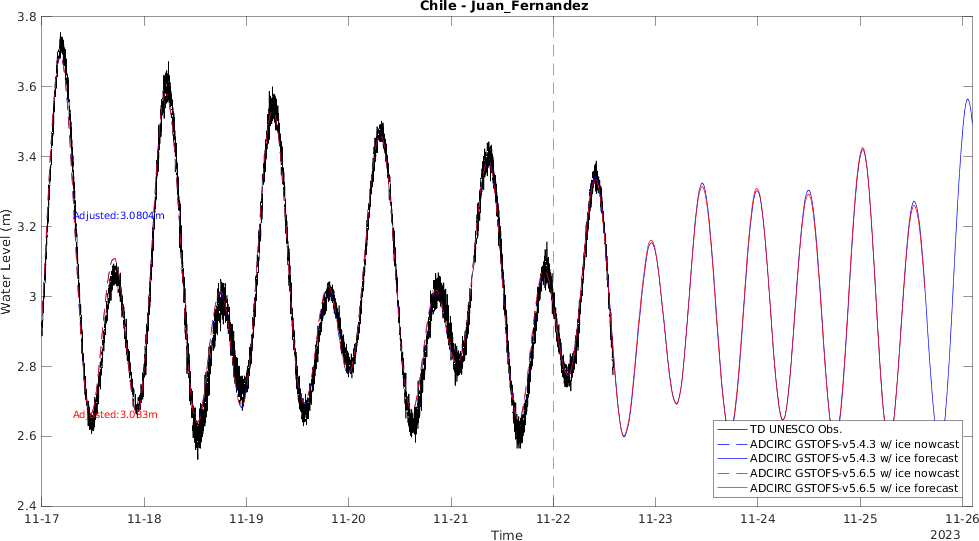 Chile - Juan_Fernandez
3.8
3.6
3.4
3.2
3
2.8
2.6
2.4
Water Level (m)
Adjusted:3.0804m
Adjusted:3.083m
TD UNESCO Obs.
ADCIRC GSTOFS-v5.4.3 w/ ice nowcast
ADCIRC GSTOFS-v5.4.3 w/ ice forecast
ADCIRC GSTOFS-v5.6.5 w/ ice nowcast
ADCIRC GSTOFS-v5.6.5 w/ ice forecast
11-17 11-18 11-19 11-20 11-21 11-22 11-23 11-24 11-25 11-26
Time
2023